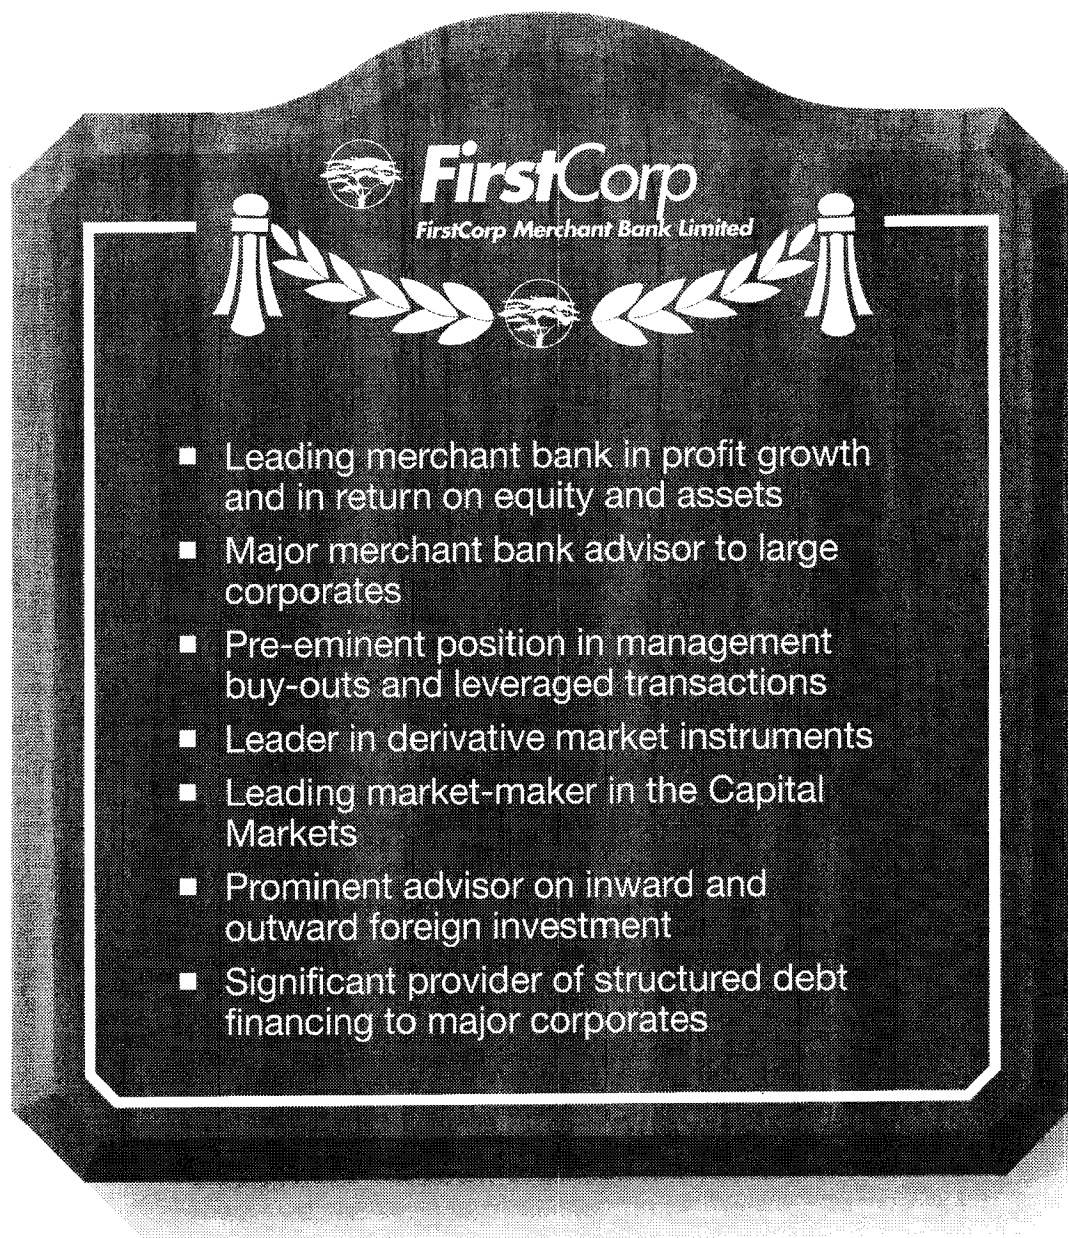 FirstCorp
FirstCorp Merchant Bank Limited
■ Leading merchant bank in profit growth
and in return on equity and assets
■ Major merchant bank advisor to large
corporates
■ Pre-eminent position in management
buy-outs and leveraged transactions
■ Leader in derivative market instruments
■ Leading market-maker in the Capital
Markets
■ Prominent advisor on inward and
outward foreign investment
■ Significant provider of structured debt
financing to major corporates